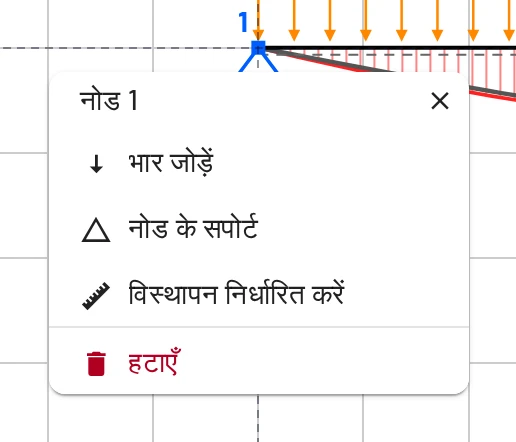 1
नोड 1
भार जोड़ें
नोड के सपोर्ट
विस्थापन निर्धारित करें
हटाएँ